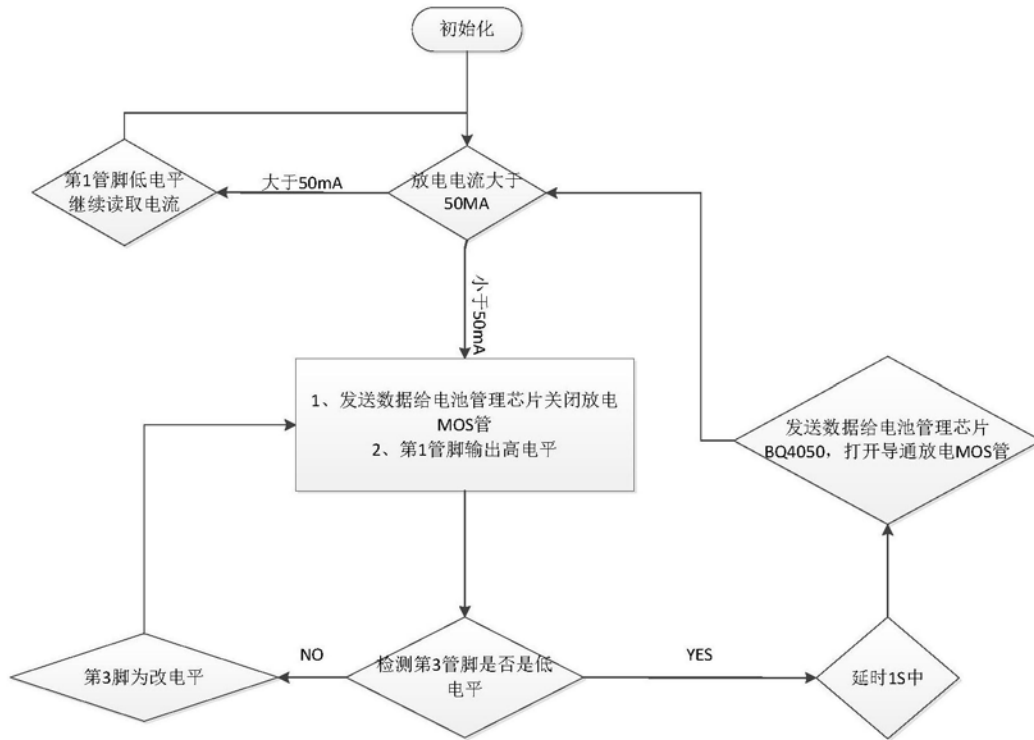 初始化
第1管脚低电平
继续读取电流
大于50mA
放电电流大于
50MA
小于50mA
1、发送数据给电池管理芯片关闭放电
MOS管
2、第1管脚输出高电平
发送数据给电池管理芯片
BQ4050，打开导通放电MOS管
第3脚为改电平
NO
检测第3管脚是否是低
电平
YES
延时1S中